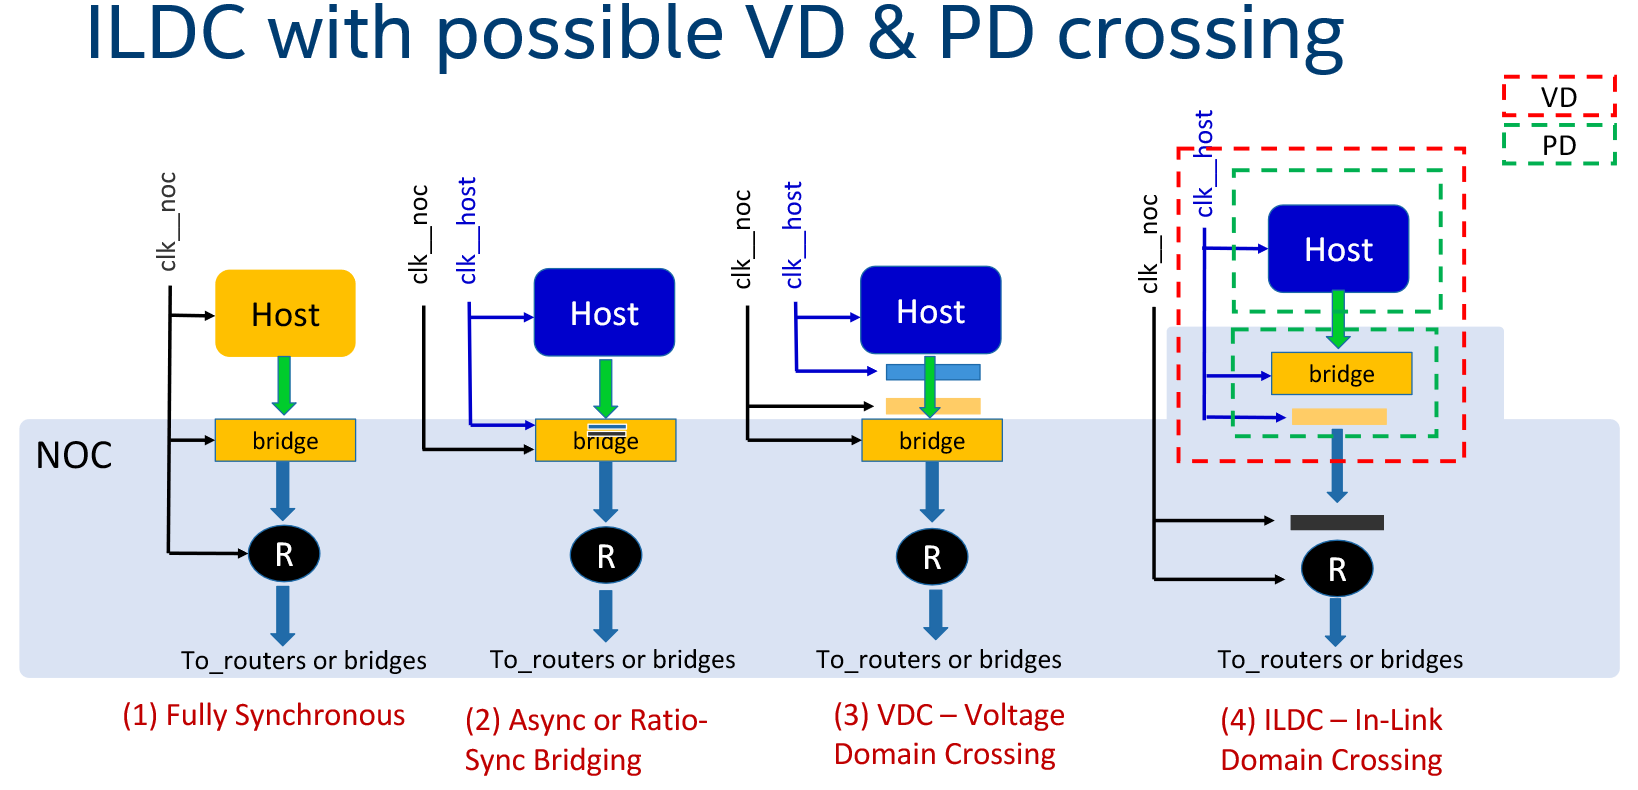 ILDC with possible VD & PD crossing
VD
PD
clk__noc
Host
bridge
R
To_routers or bridges
(1) Fully Synchronous
clk__noc
clk__host
Host
bridge
R
To_routers or bridges
(2) Async or Ratio-
Sync Bridging
clk__noc
clk__host
Host
bridge
R
To_routers or bridges
(3) VDC – Voltage
Domain Crossing
clk__noc
clk__host
Host
bridge
R
To_routers or bridges
(4) ILDC – In-Link
Domain Crossing
NOC